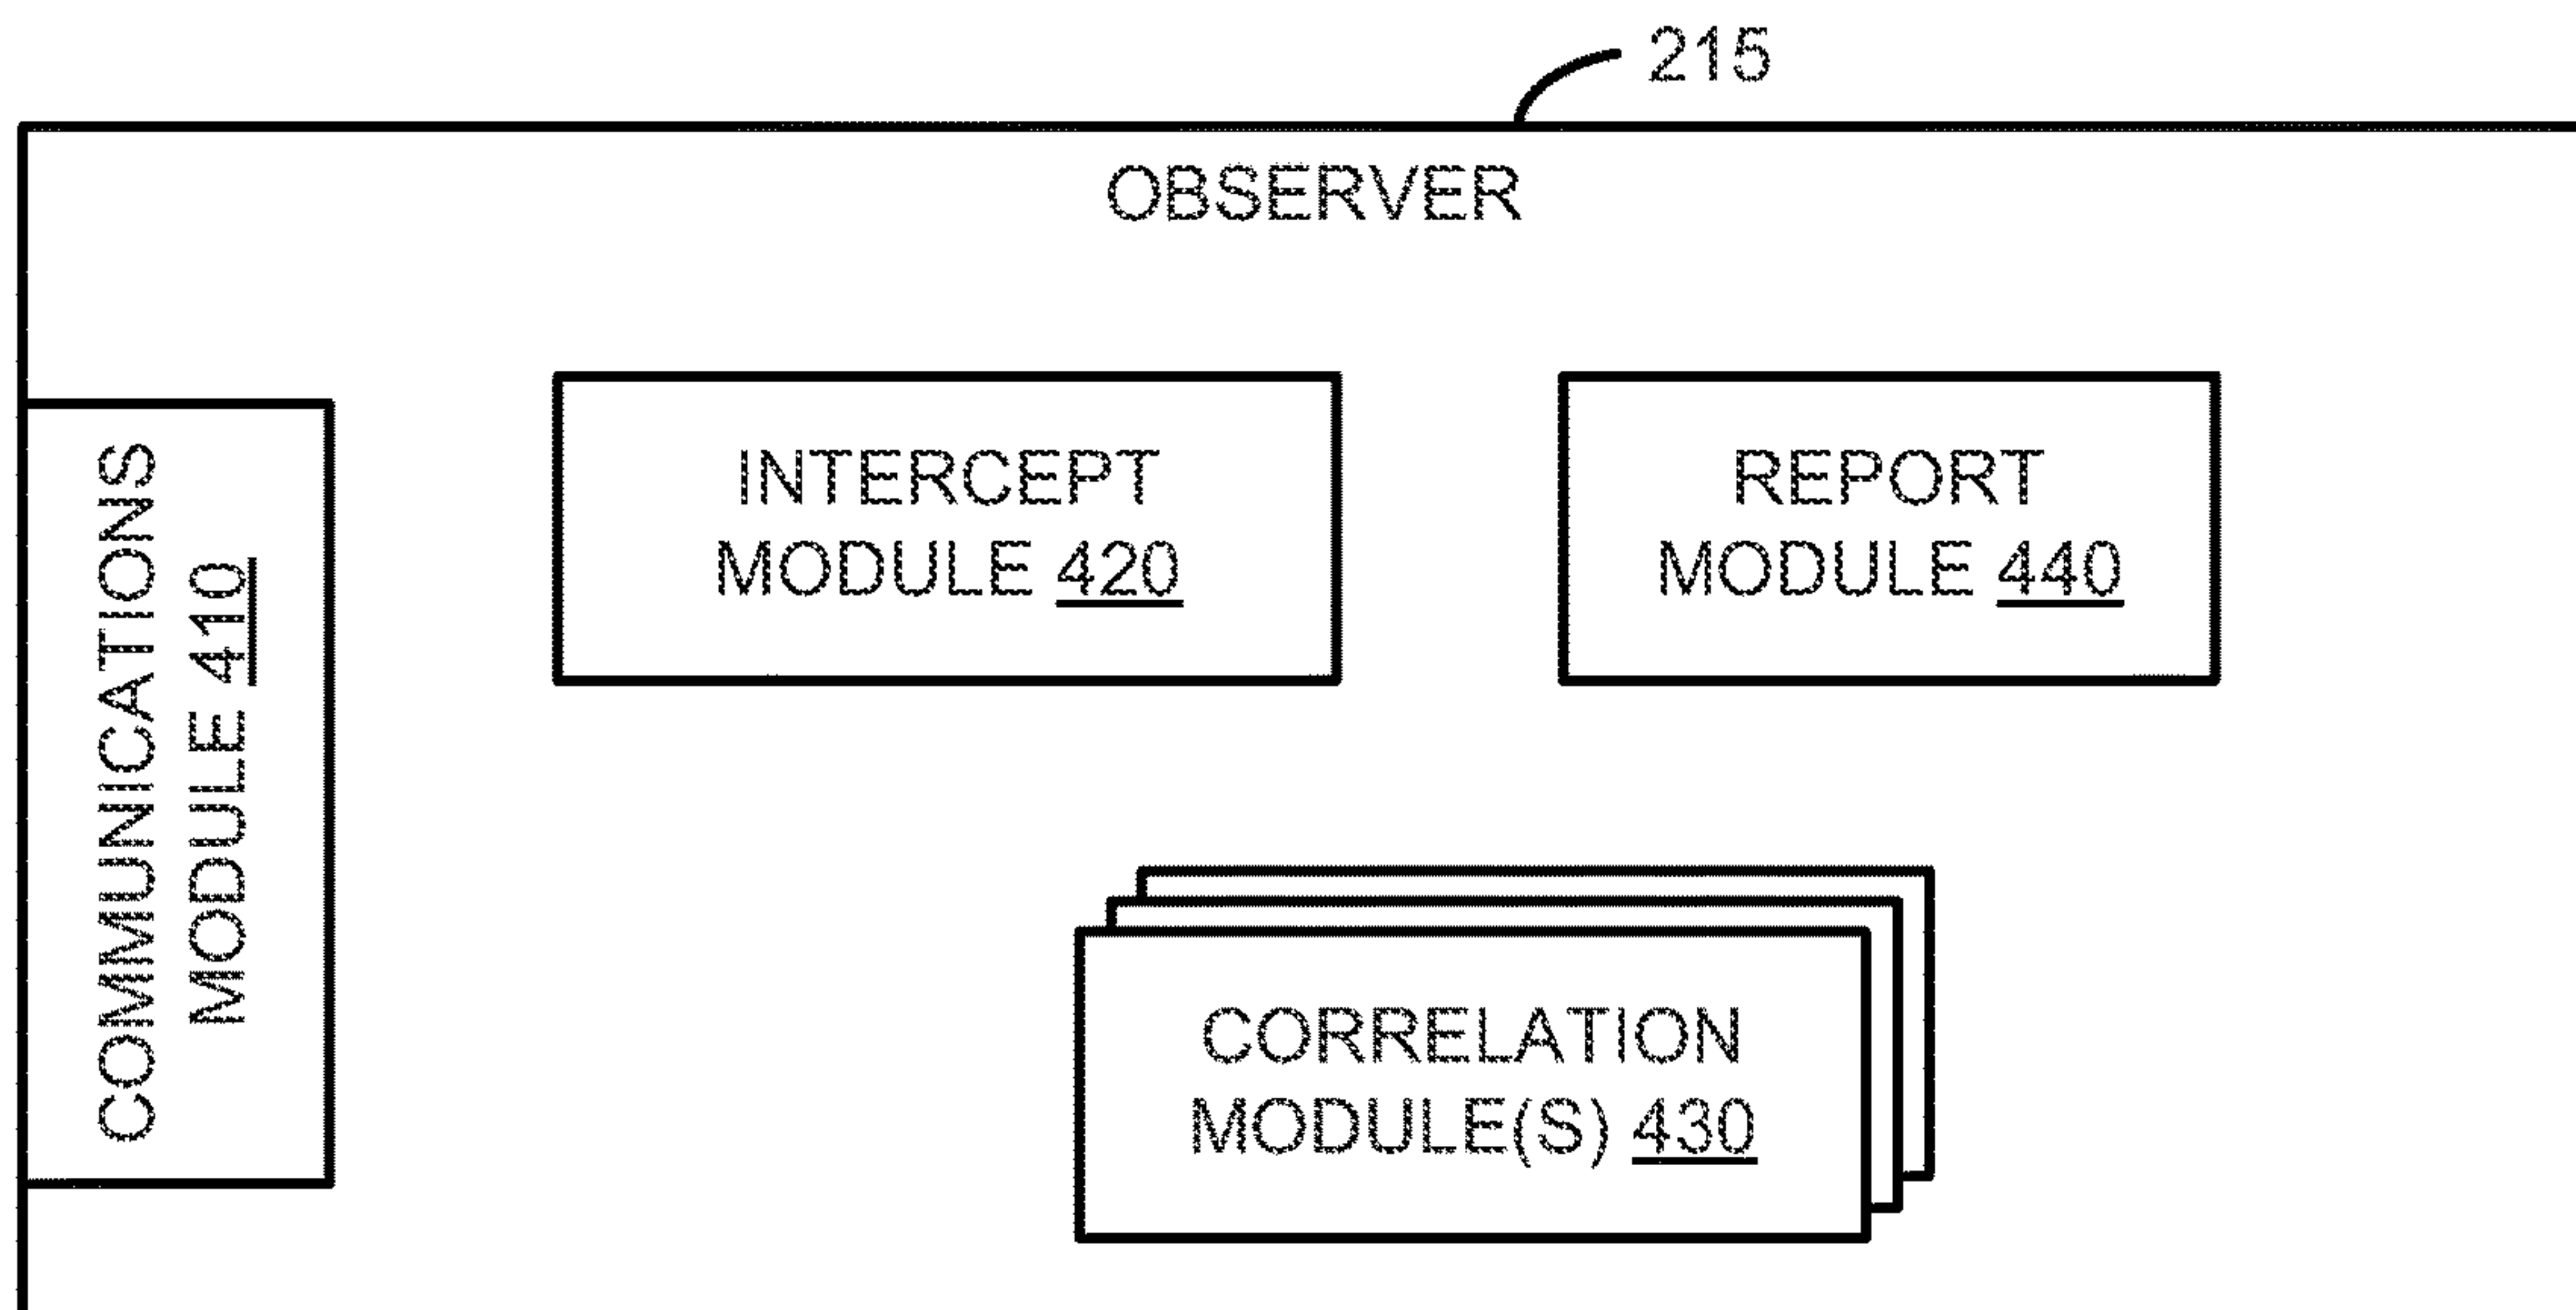 215
OBSERVER
COMMUNICATIONS
MODULE 410
INTERCEPT
MODULE 420
REPORT
MODULE 440
CORRELATION
MODULE(S) 430